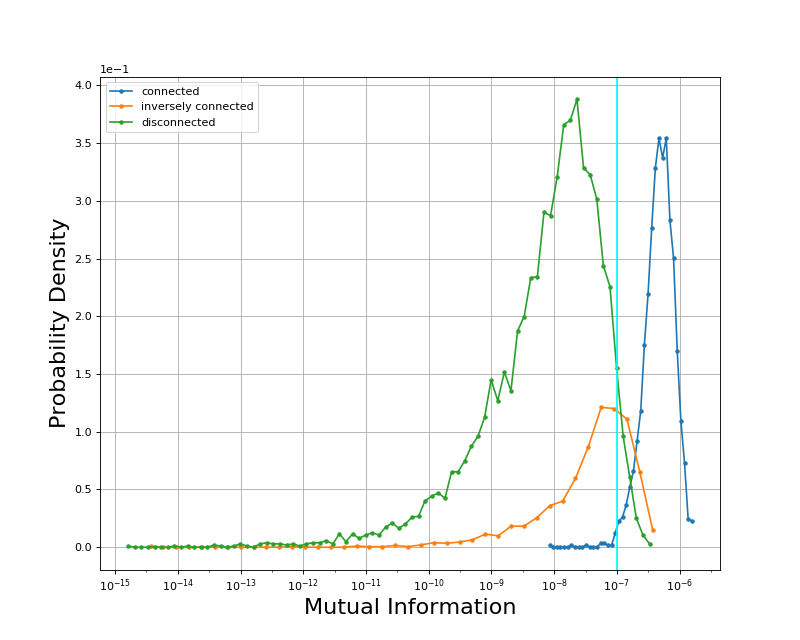 1e−1
4.0
3.5
3.0
2.5
2.0
1.5
1.0
0.5
0.0
connected
inversely connected
disconnected
Probability Density
10⁻¹⁵ 10⁻¹⁴ 10⁻¹³ 10⁻¹² 10⁻¹¹ 10⁻¹⁰ 10⁻⁹ 10⁻⁸ 10⁻⁷ 10⁻⁶
Mutual Information